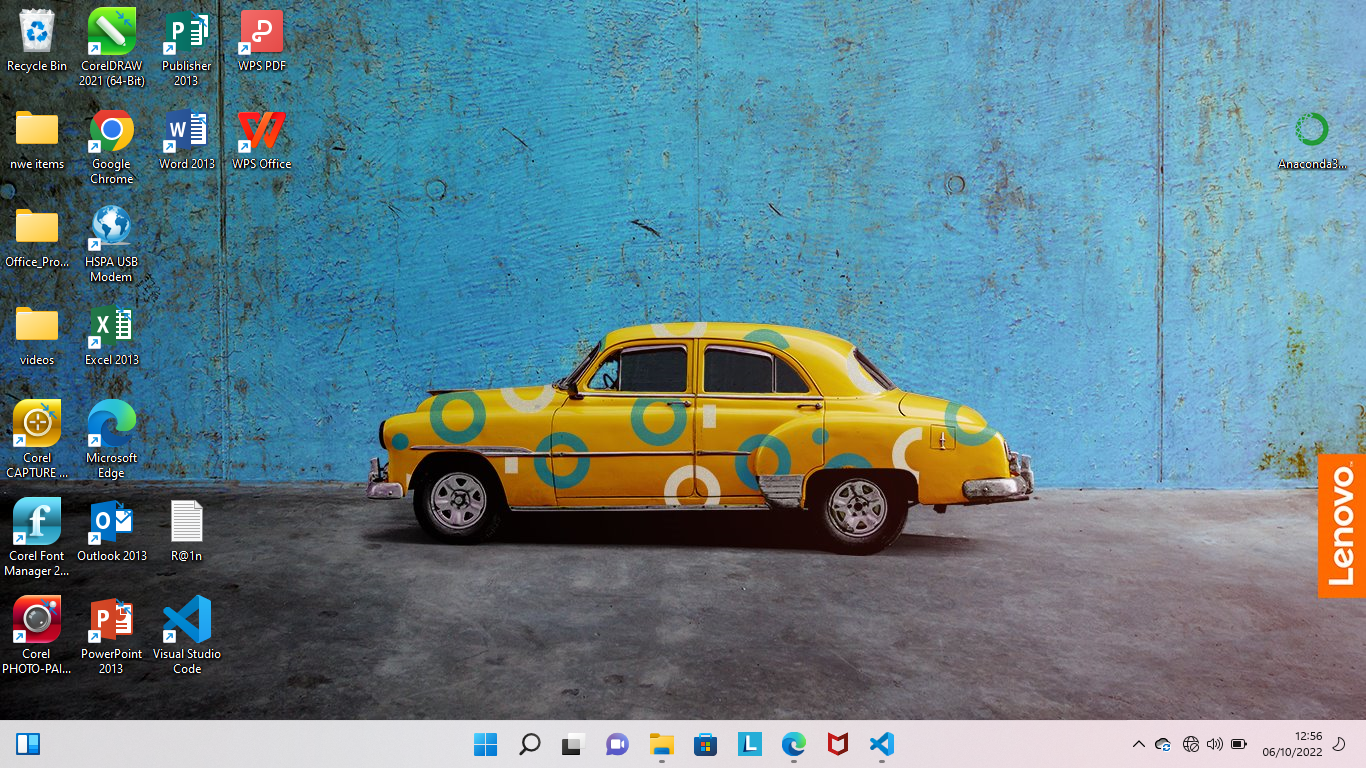 Recycle Bin
CorelDRAW
2021 (64-Bit)
Publisher
2013
WPS PDF
nwe items
Google
Chrome
Word 2013
WPS Office
Anaconda3...
Office_Pro...
HSPA USB
Modem
videos
Excel 2013
Corel
CAPTURE ...
Microsoft
Edge
Corel Font
Manager 2...
Outlook 2013
R@1n
Corel
PHOTO-PAI...
PowerPoint
2013
Visual Studio
Code
Lenovo
12:56
06/10/2022